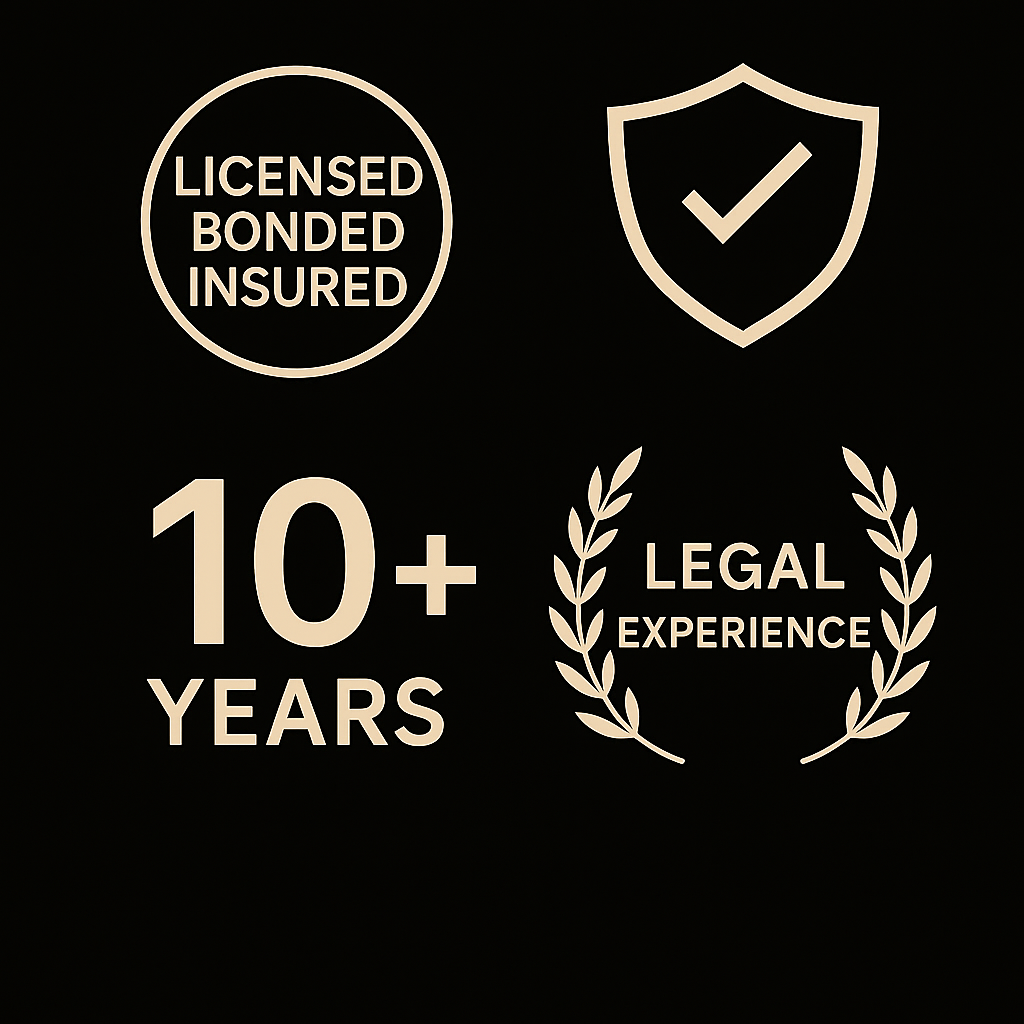 LICENSED
BONDED
INSURED
10+
YEARS
LEGAL
EXPERIENCE